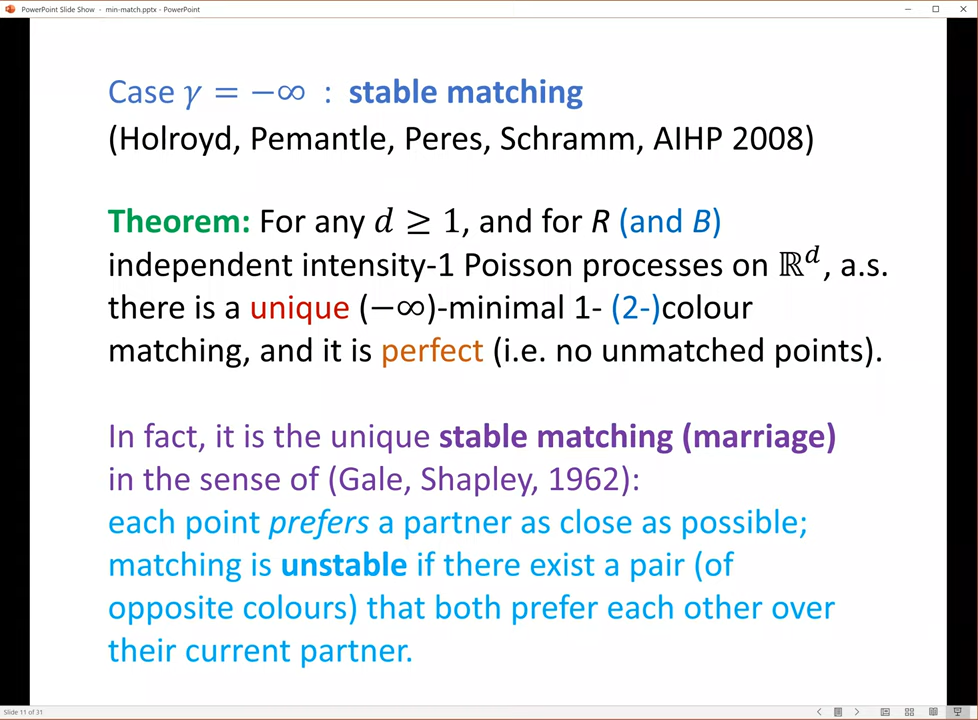 PowerPoint Slide Show - min-match.pptx - PowerPoint
Case γ = −∞ : stable matching
(Holroyd, Pemantle, Peres, Schramm, AIHP 2008)
Theorem: For any d ≥ 1, and for R (and B)
independent intensity-1 Poisson processes on ℝᵈ, a.s.
there is a unique (−∞)-minimal 1- (2-)colour
matching, and it is perfect (i.e. no unmatched points).
In fact, it is the unique stable matching (marriage)
in the sense of (Gale, Shapley, 1962):
each point prefers a partner as close as possible;
matching is unstable if there exist a pair (of
opposite colours) that both prefer each other over
their current partner.
Slide 11 of 31